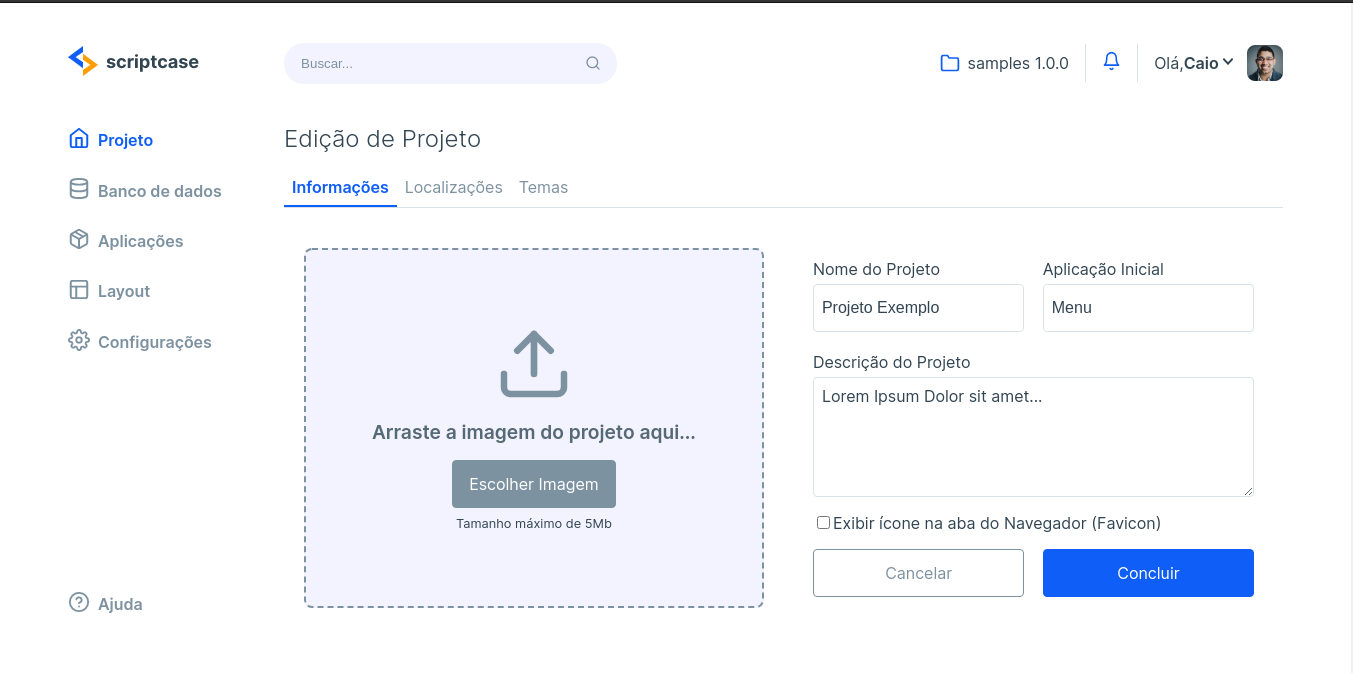 scriptcase
Buscar...
samples 1.0.0
Olá,Caio
Projeto
Banco de dados
Aplicações
Layout
Configurações
Ajuda
Edição de Projeto
Informações Localizações Temas
Arraste a imagem do projeto aqui...
Escolher Imagem
Tamanho máximo de 5Mb
Nome do Projeto
Projeto Exemplo
Aplicação Inicial
Menu
Descrição do Projeto
Lorem Ipsum Dolor sit amet...
Exibir ícone na aba do Navegador (Favicon)
Cancelar
Concluir